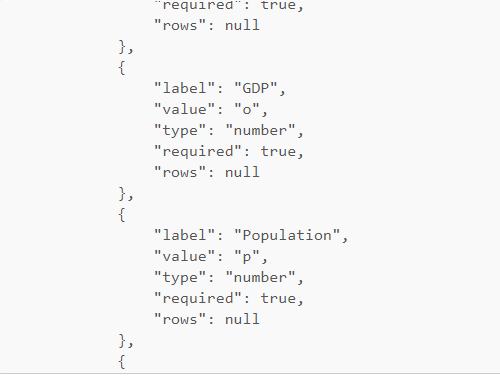 "required": true,
"rows": null
},
{
"label": "GDP",
"value": "o",
"type": "number",
"required": true,
"rows": null
},
{
"label": "Population",
"value": "p",
"type": "number",
"required": true,
"rows": null
},
{